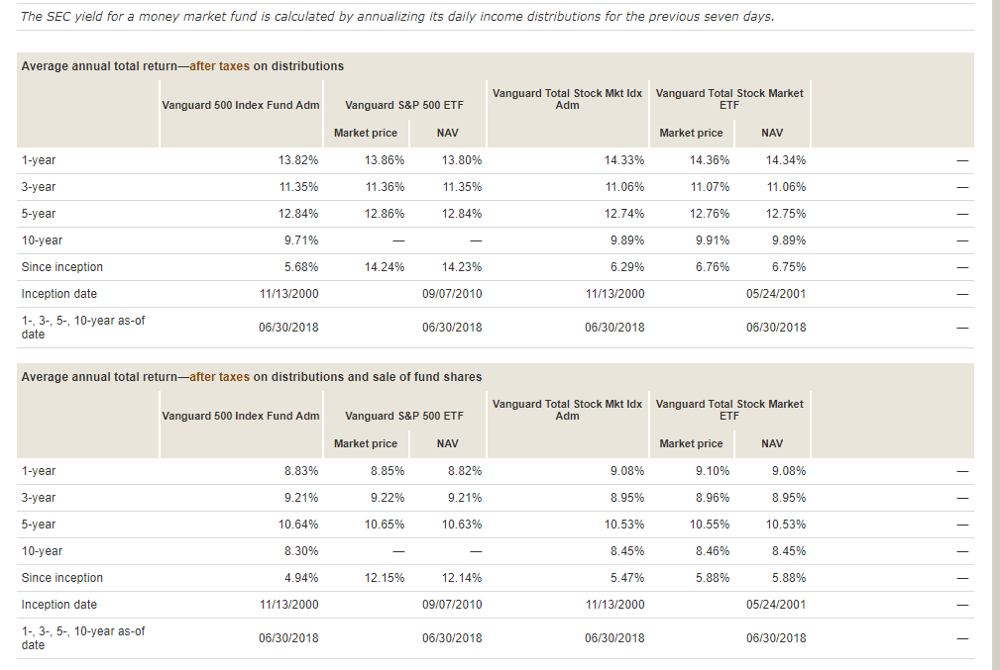 The SEC yield for a money market fund is calculated by annualizing its daily income distributions for the previous seven days.
Average annual total return—after taxes on distributions
Vanguard 500 Index Fund Adm Vanguard S&P 500 ETF Vanguard Total Stock Mkt Idx Adm Vanguard Total Stock Market ETF
Market price NAV Market price NAV
1-year 13.82% 13.86% 13.80% 14.33% 14.36% 14.34% —
3-year 11.35% 11.36% 11.35% 11.06% 11.07% 11.06% —
5-year 12.84% 12.86% 12.84% 12.74% 12.76% 12.75% —
10-year 9.71% — — 9.89% 9.91% 9.89% —
Since inception 5.68% 14.24% 14.23% 6.29% 6.76% 6.75% —
Inception date 11/13/2000 09/07/2010 11/13/2000 05/24/2001 —
1-, 3-, 5-, 10-year as-of date 06/30/2018 06/30/2018 06/30/2018 06/30/2018 —
Average annual total return—after taxes on distributions and sale of fund shares
Vanguard 500 Index Fund Adm Vanguard S&P 500 ETF Vanguard Total Stock Mkt Idx Adm Vanguard Total Stock Market ETF
Market price NAV Market price NAV
1-year 8.83% 8.85% 8.82% 9.08% 9.10% 9.08% —
3-year 9.21% 9.22% 9.21% 8.95% 8.96% 8.95% —
5-year 10.64% 10.65% 10.63% 10.53% 10.55% 10.53% —
10-year 8.30% — — 8.45% 8.46% 8.45% —
Since inception 4.94% 12.15% 12.14% 5.47% 5.88% 5.88% —
Inception date 11/13/2000 09/07/2010 11/13/2000 05/24/2001 —
1-, 3-, 5-, 10-year as-of date 06/30/2018 06/30/2018 06/30/2018 06/30/2018 —